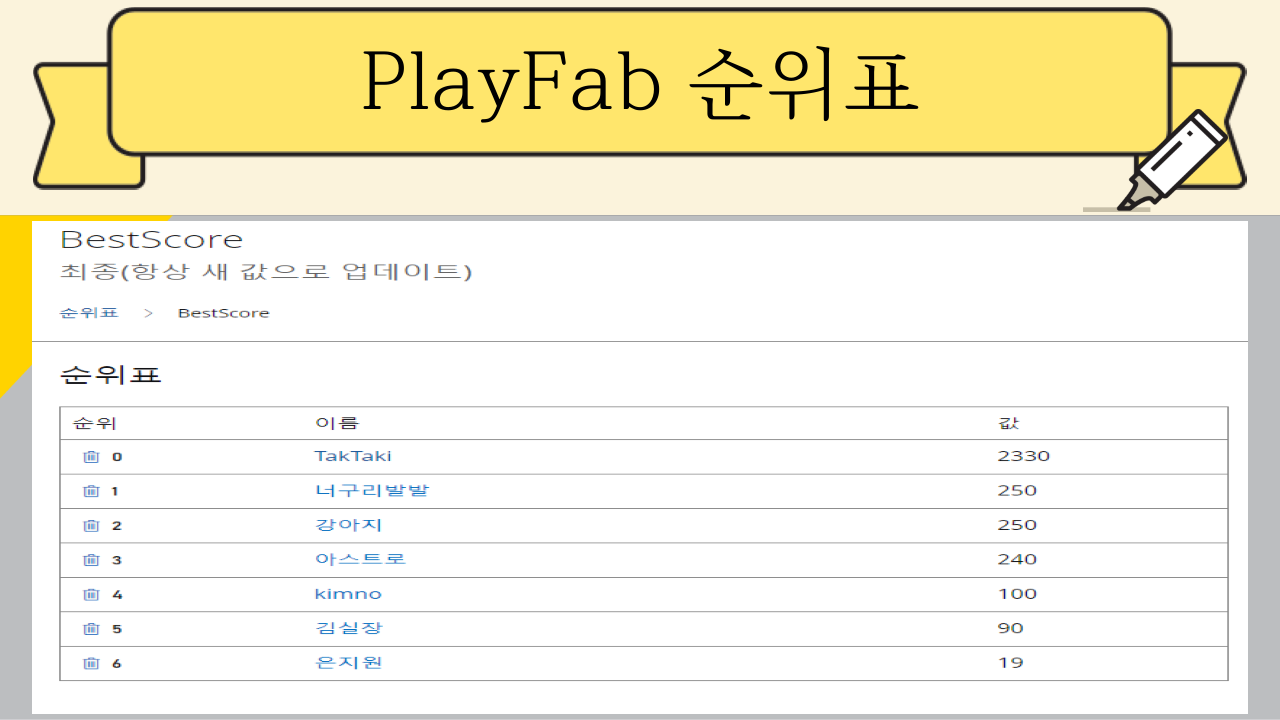 PlayFab 순위표
BestScore
최종(항상 새 값으로 업데이트)
순위표 > BestScore
순위표
순위 이름 값
0 TakTaki 2330
1 너구리발발 250
2 강아지 250
3 아스트로 240
4 kimno 100
5 김실장 90
6 은지원 19